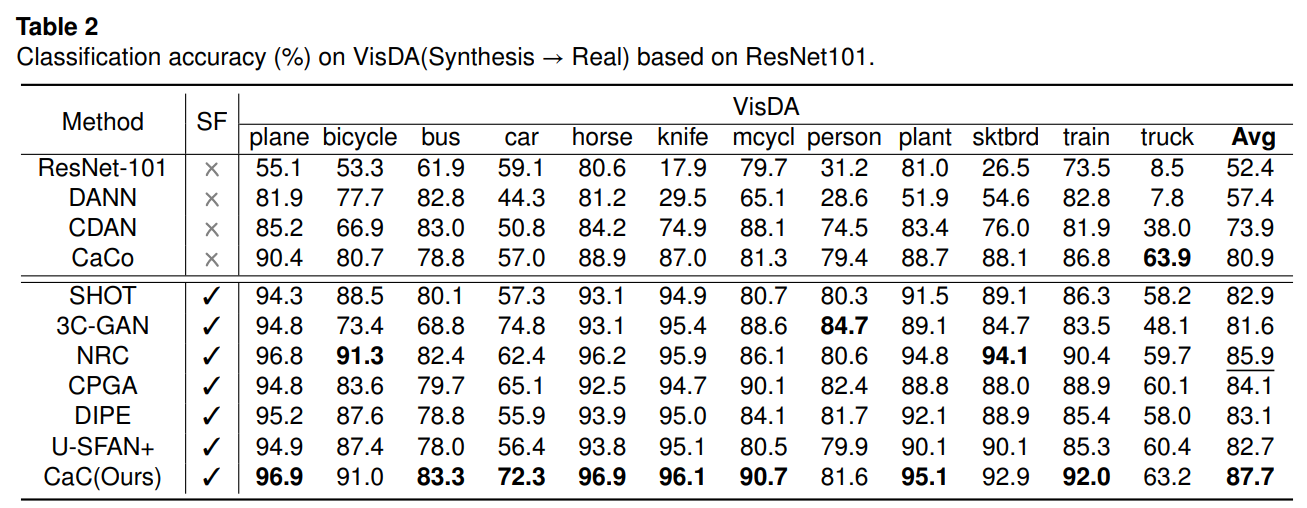 Table 2
Classification accuracy (%) on VisDA(Synthesis → Real) based on ResNet101.
Method SF VisDA
plane bicycle bus car horse knife mcycl person plant sktbrd train truck Avg
ResNet-101 × 55.1 53.3 61.9 59.1 80.6 17.9 79.7 31.2 81.0 26.5 73.5 8.5 52.4
DANN × 81.9 77.7 82.8 44.3 81.2 29.5 65.1 28.6 51.9 54.6 82.8 7.8 57.4
CDAN × 85.2 66.9 83.0 50.8 84.2 74.9 88.1 74.5 83.4 76.0 81.9 38.0 73.9
CaCo × 90.4 80.7 78.8 57.0 88.9 87.0 81.3 79.4 88.7 88.1 86.8 63.9 80.9
SHOT ✓ 94.3 88.5 80.1 57.3 93.1 94.9 80.7 80.3 91.5 89.1 86.3 58.2 82.9
3C-GAN ✓ 94.8 73.4 68.8 74.8 93.1 95.4 88.6 84.7 89.1 84.7 83.5 48.1 81.6
NRC ✓ 96.8 91.3 82.4 62.4 96.2 95.9 86.1 80.6 94.8 94.1 90.4 59.7 85.9
CPGA ✓ 94.8 83.6 79.7 65.1 92.5 94.7 90.1 82.4 88.8 88.0 88.9 60.1 84.1
DIPE ✓ 95.2 87.6 78.8 55.9 93.9 95.0 84.1 81.7 92.1 88.9 85.4 58.0 83.1
U-SFAN+ ✓ 94.9 87.4 78.0 56.4 93.8 95.1 80.5 79.9 90.1 90.1 85.3 60.4 82.7
CaC(Ours) ✓ 96.9 91.0 83.3 72.3 96.9 96.1 90.7 81.6 95.1 92.9 92.0 63.2 87.7